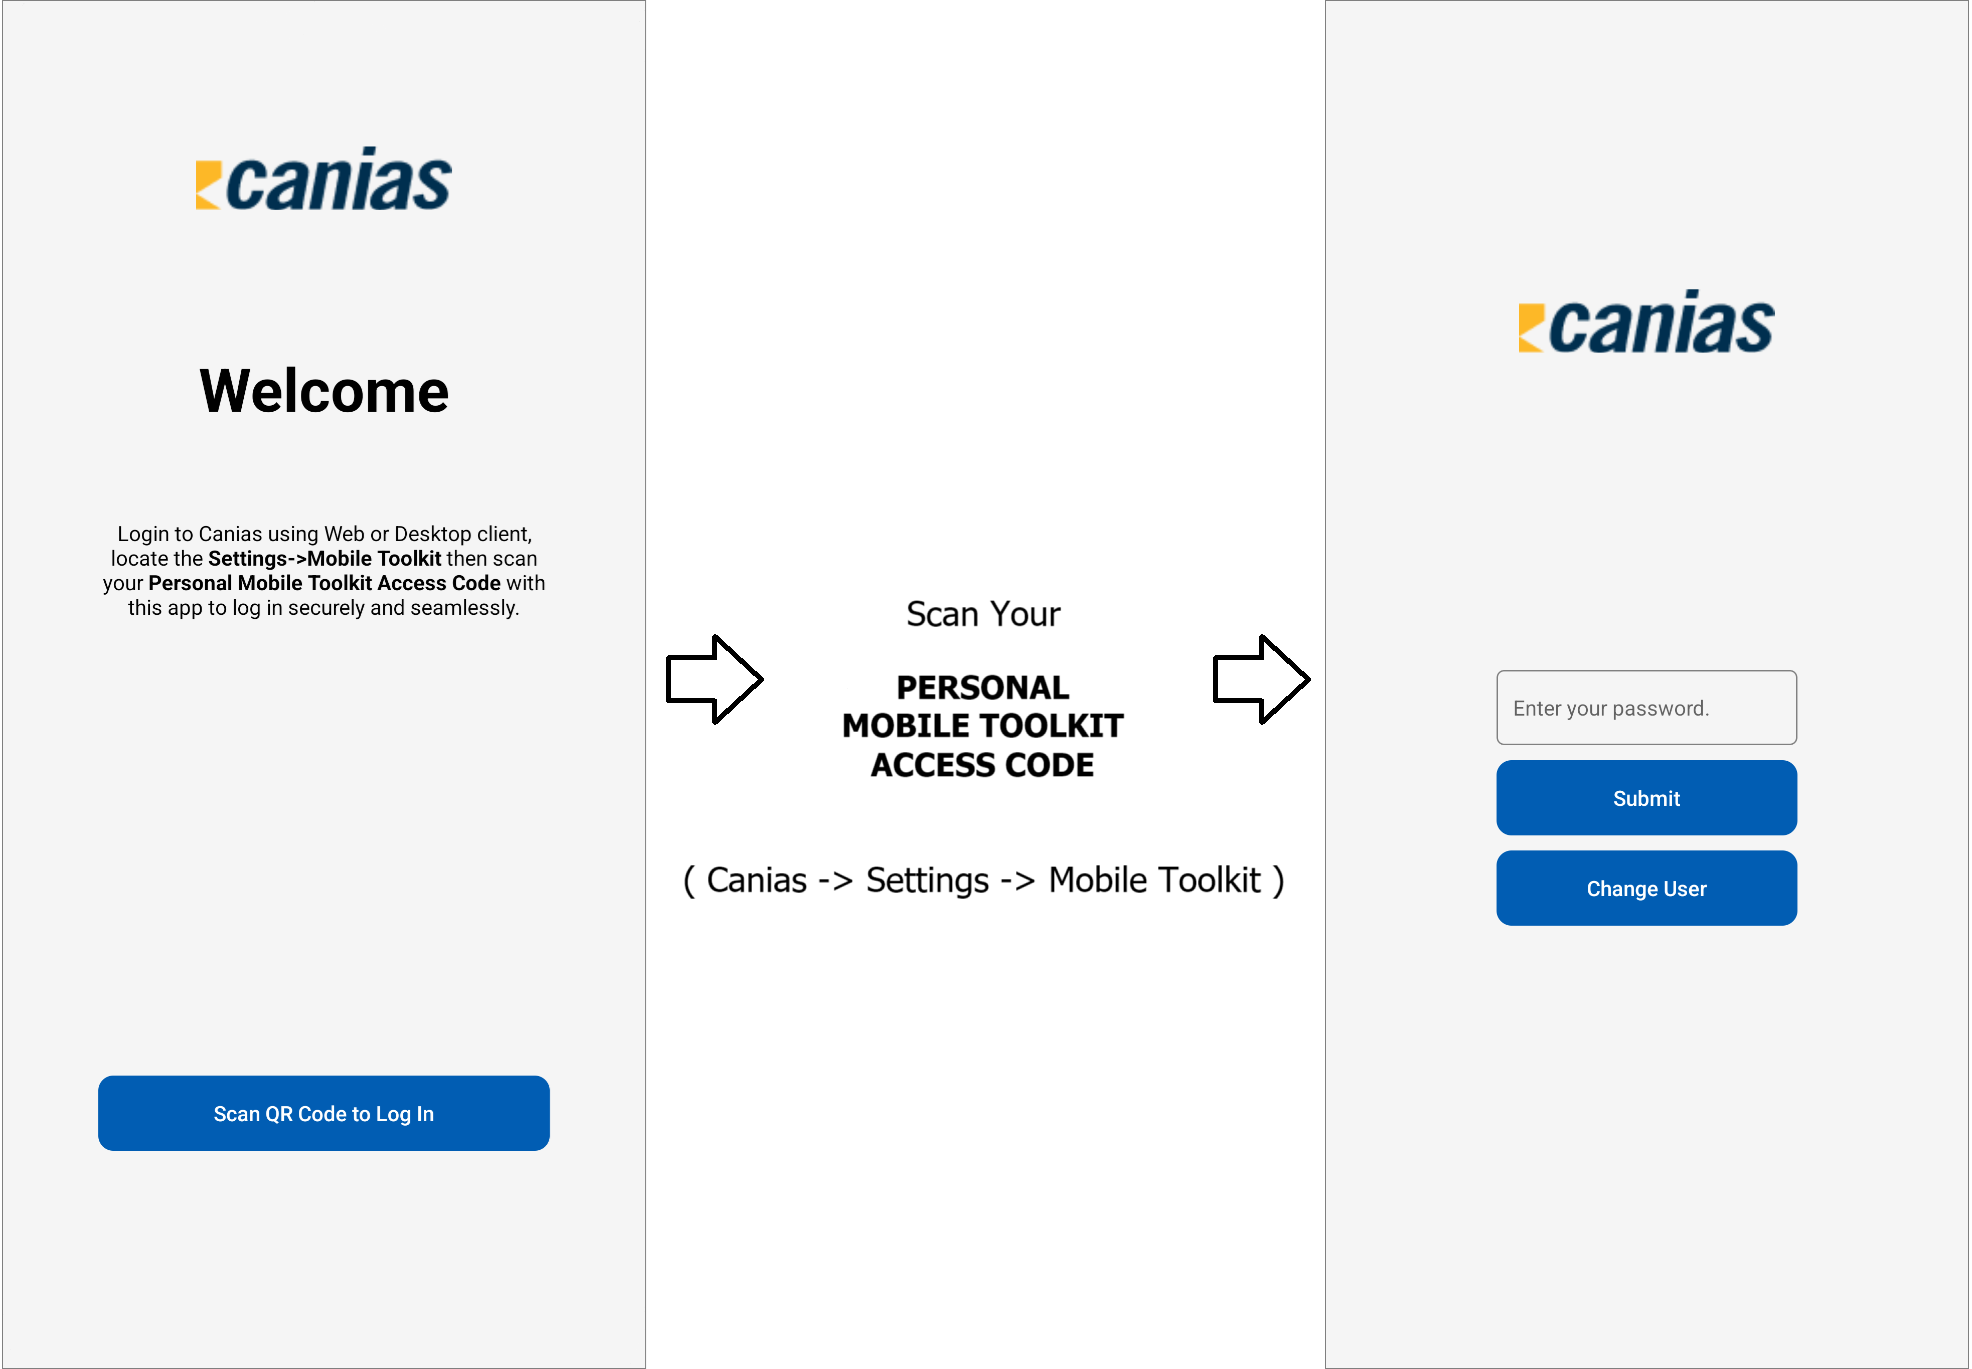 canias
Welcome
Login to Canias using Web or Desktop client,
locate the Settings->Mobile Toolkit then scan
your Personal Mobile Toolkit Access Code with
this app to log in securely and seamlessly.
Scan QR Code to Log In
Scan Your
PERSONAL
MOBILE TOOLKIT
ACCESS CODE
( Canias -> Settings -> Mobile Toolkit )
canias
Enter your password.
Submit
Change User